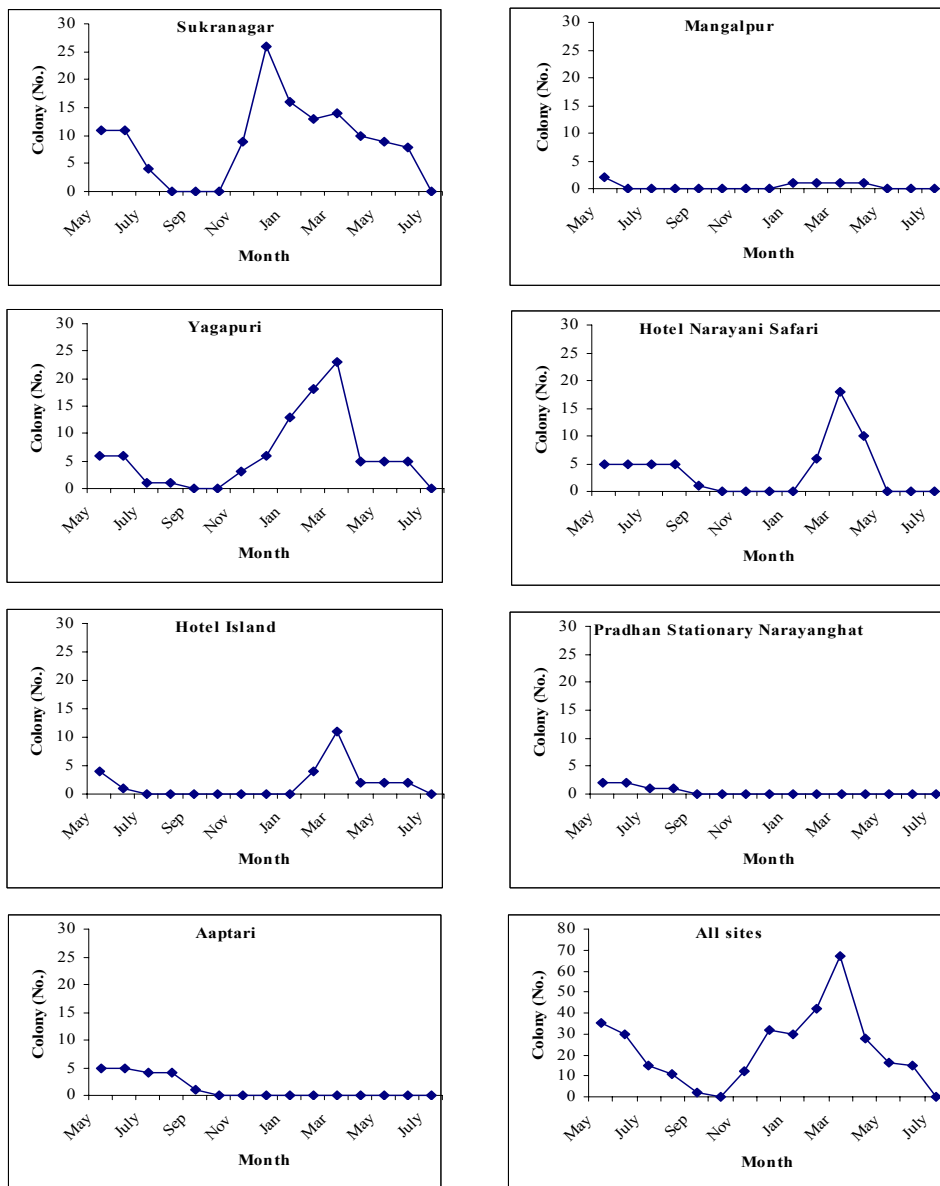 Sukranagar
Colony (No.)
30
25
20
15
10
5
0
May July Sep Nov Jan Mar May July
Month
Mangalpur
Colony (No.)
30
25
20
15
10
5
0
May July Sep Nov Jan Mar May July
Month
Yagapuri
Colony (No.)
30
25
20
15
10
5
0
May July Sep Nov Jan Mar May July
Month
Hotel Narayani Safari
Colony (No.)
30
25
20
15
10
5
0
May July Sep Nov Jan Mar May July
Month
Hotel Island
Colony (No.)
30
25
20
15
10
5
0
May July Sep Nov Jan Mar May July
Month
Pradhan Stationary Narayanghat
Colony (No.)
30
25
20
15
10
5
0
May July Sep Nov Jan Mar May July
Month
Aaptari
Colony (No.)
30
25
20
15
10
5
0
May July Sep Nov Jan Mar May July
Month
All sites
Colony (No.)
80
70
60
50
40
30
20
10
0
May July Sep Nov Jan Mar May July
Month